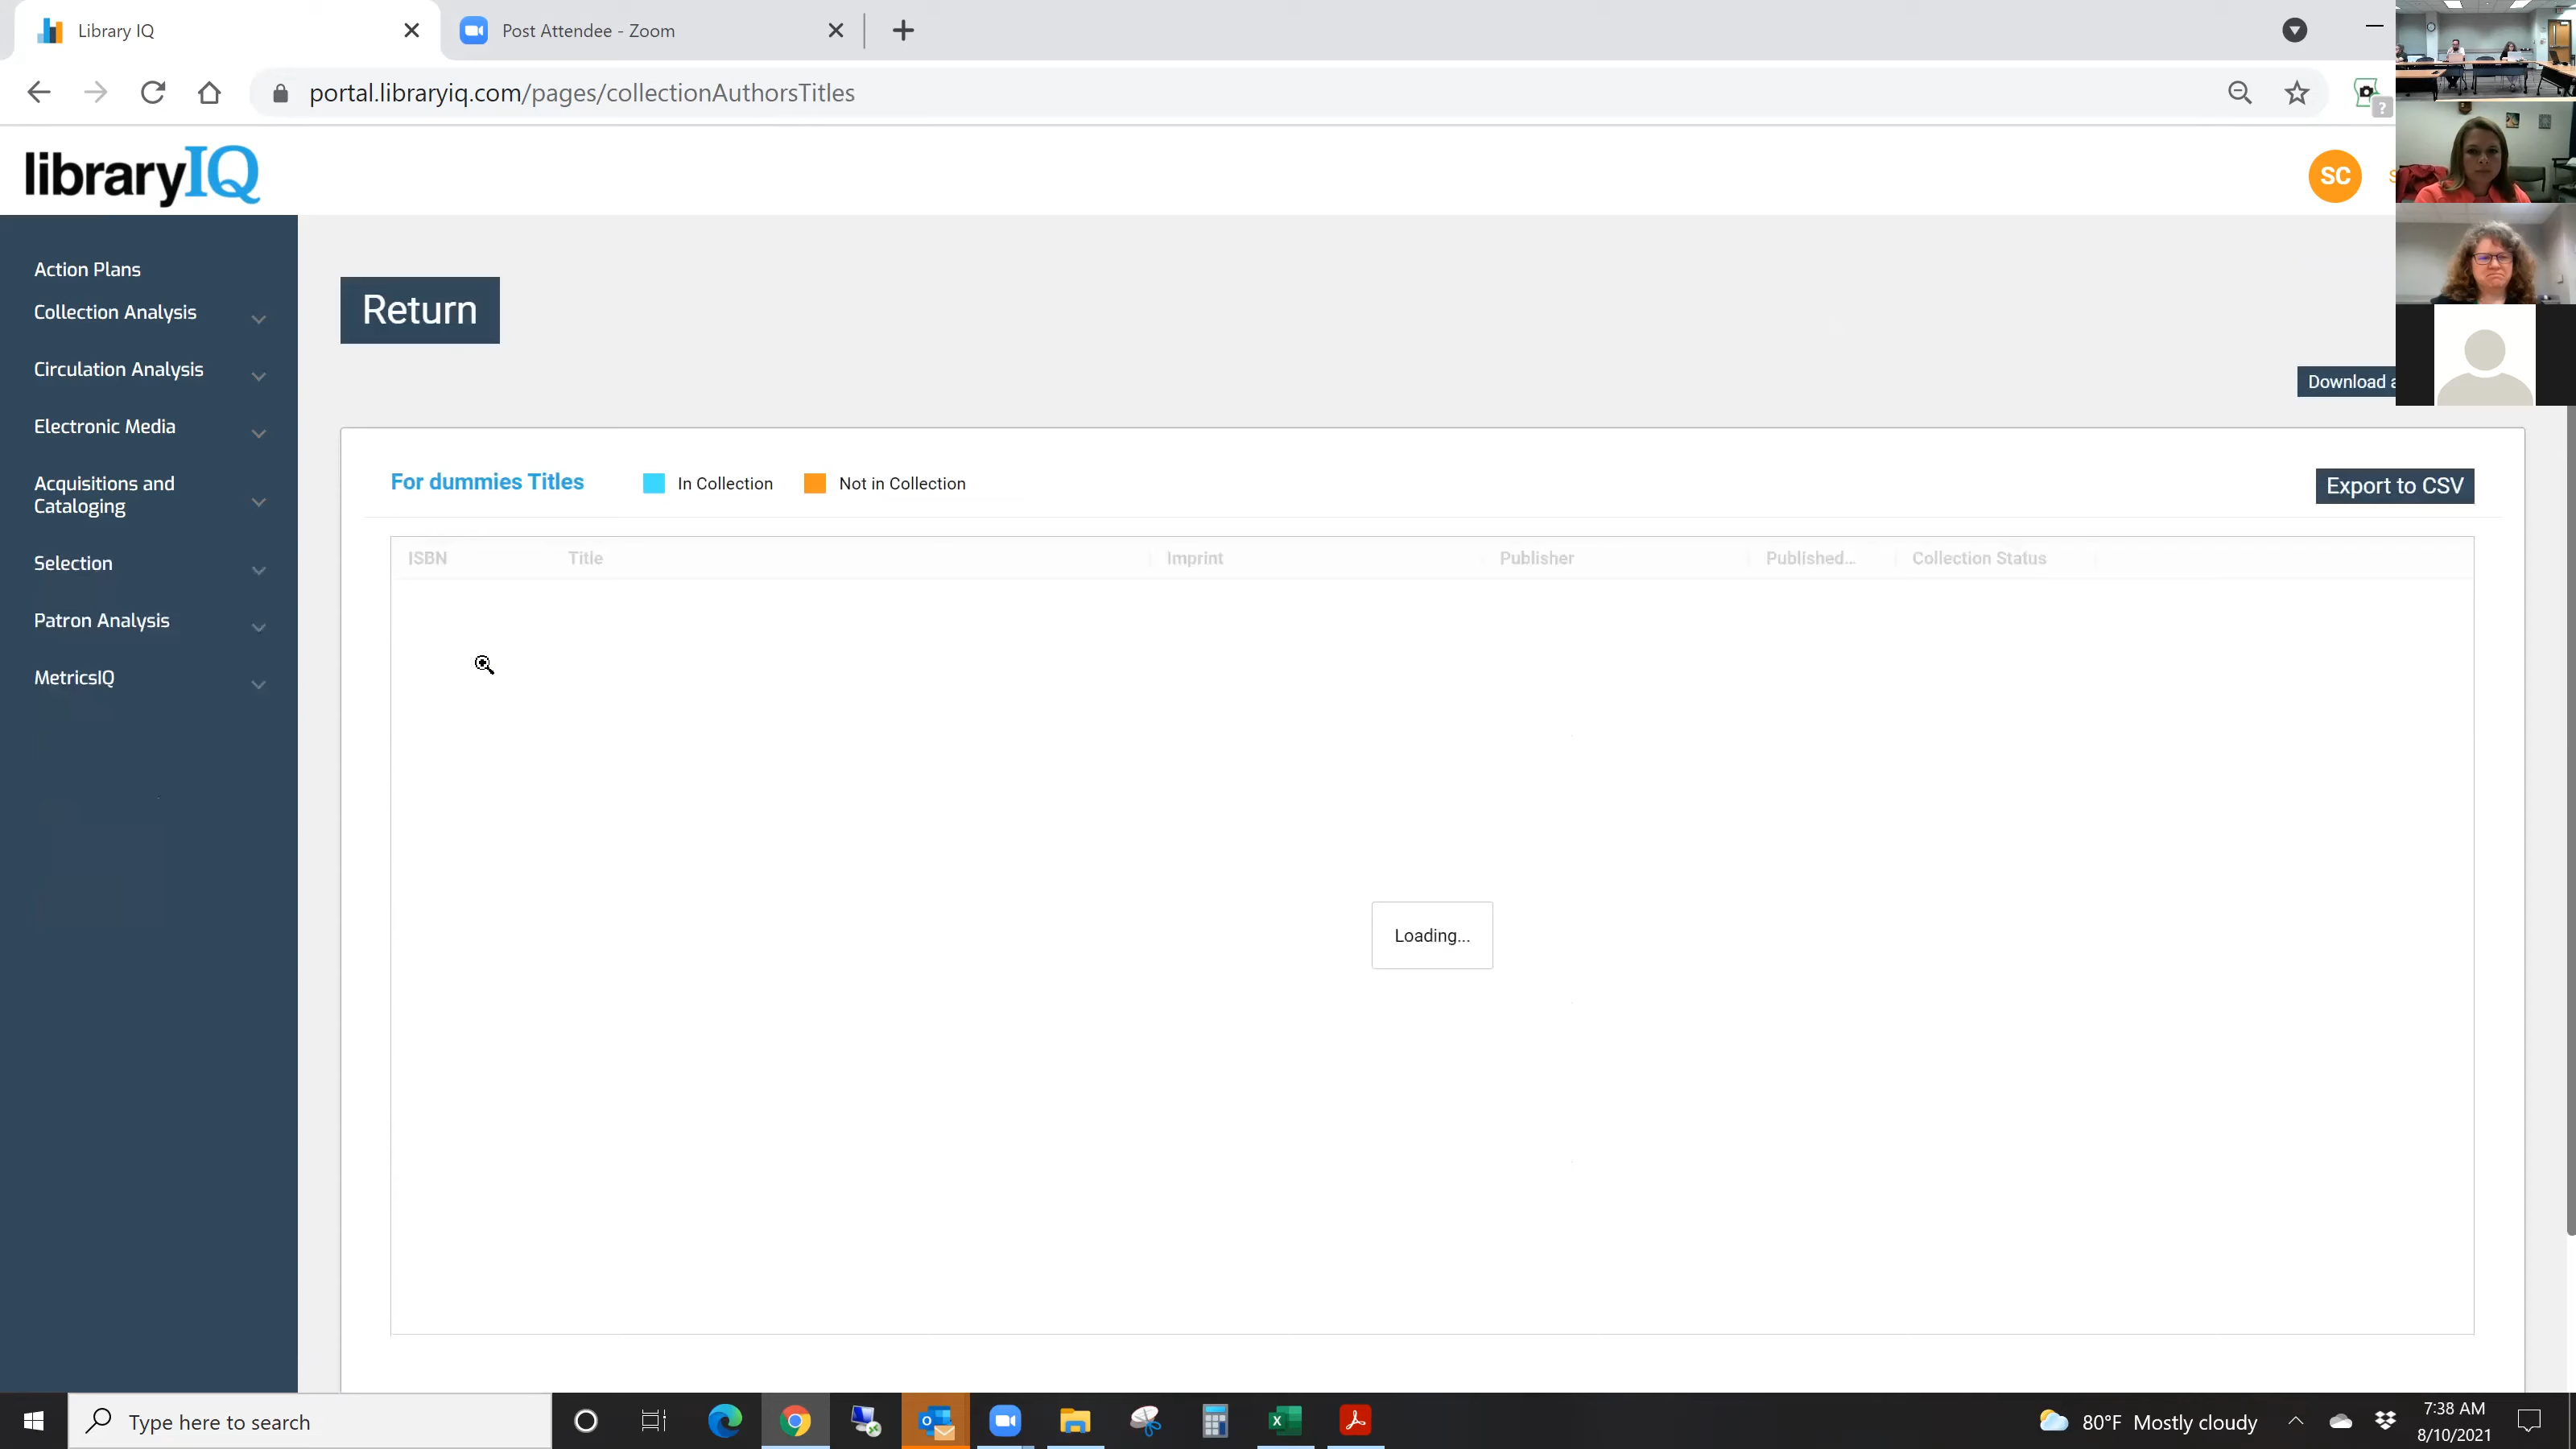 Library IQ
Post Attendee - Zoom
portal.libraryiq.com/pages/collectionAuthorsTitles
?
libraryIQ
SC
Action Plans
Collection Analysis
Circulation Analysis
Electronic Media
Acquisitions and
Cataloging
Selection
Patron Analysis
MetricsIQ
Return
Download
For dummies Titles
In Collection
Not in Collection
Export to CSV
ISBN
Title
Imprint
Publisher
Published...
Collection Status
Loading...
Type here to search
80°F Mostly cloudy
7:38 AM
8/10/2021